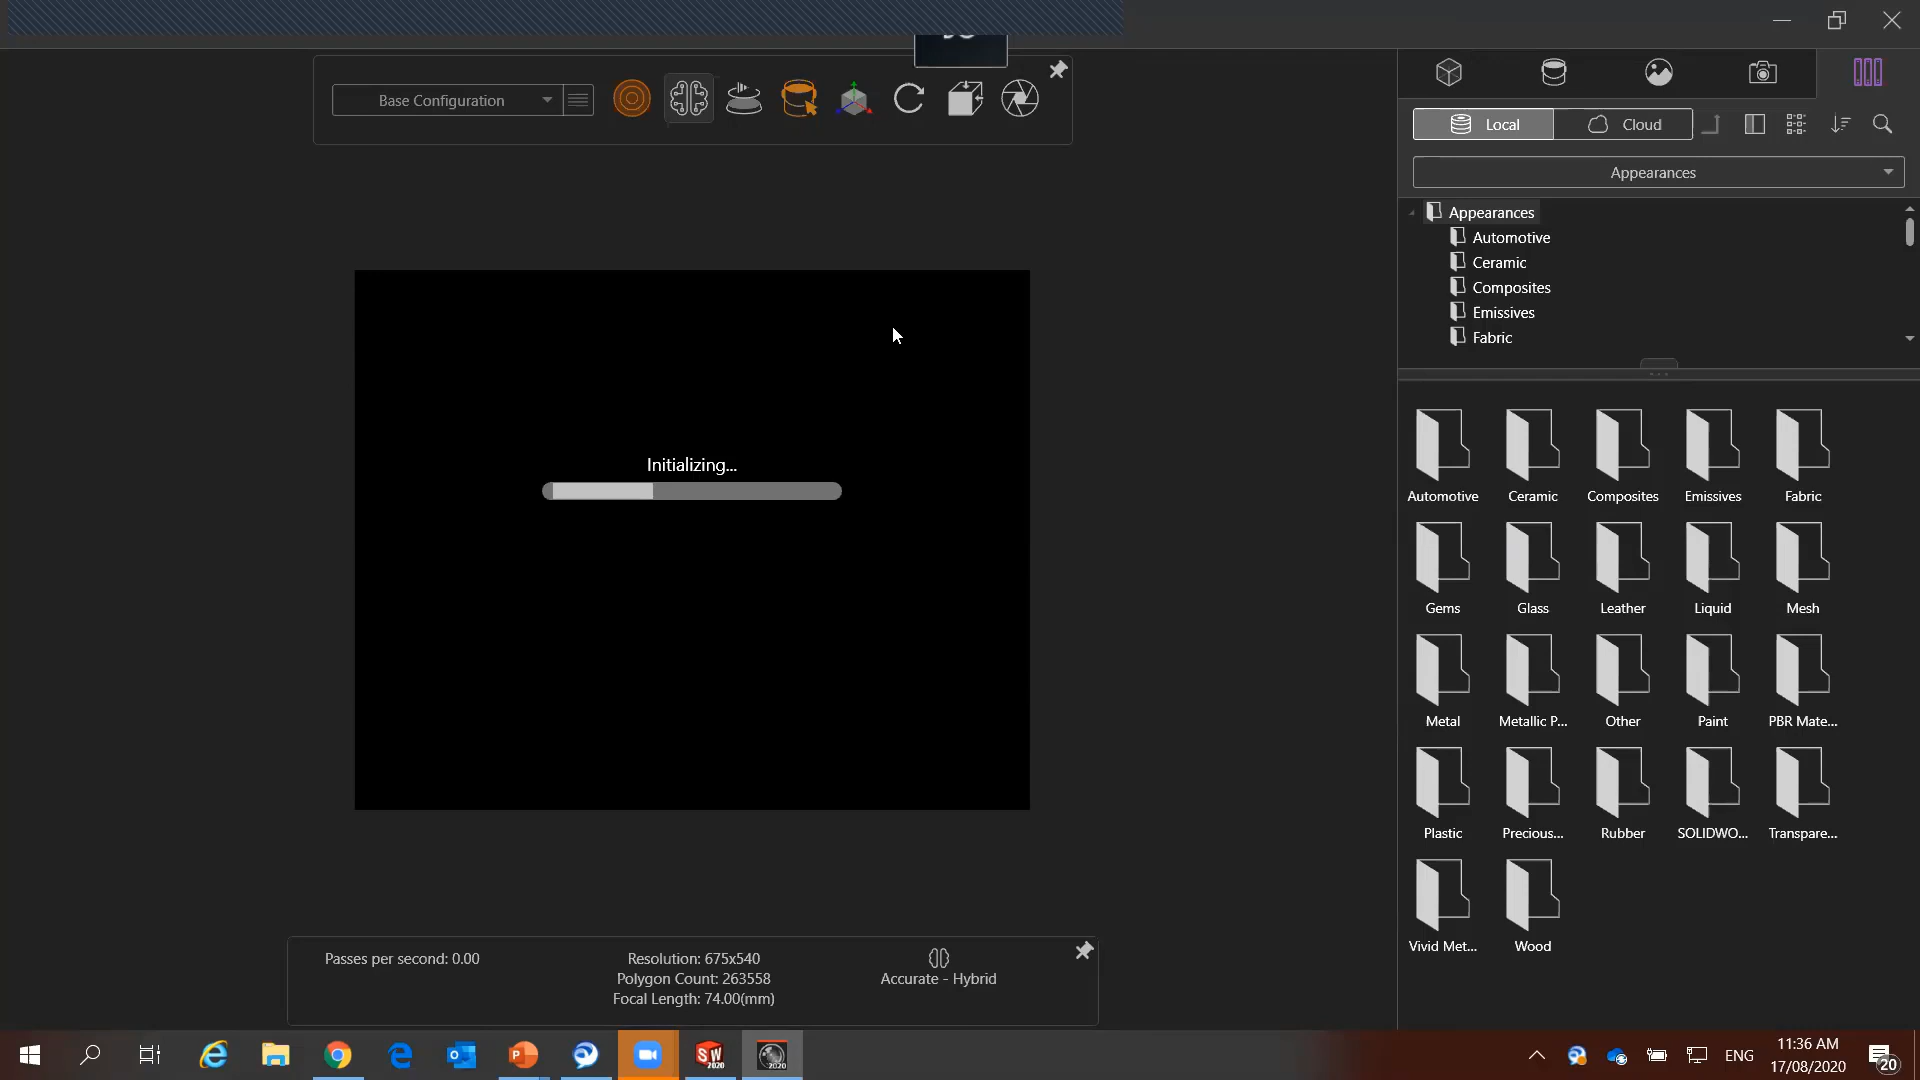 Base Configuration
Local
Cloud
Appearances
Appearances
Automotive
Ceramic
Composites
Emissives
Fabric
Initializing...
Automotive
Ceramic
Composites
Emissives
Fabric
Gems
Glass
Leather
Liquid
Mesh
Metal
Metallic P...
Other
Paint
PBR Mate...
Plastic
Precious...
Rubber
SOLIDWO...
Transpare...
Vivid Met...
Wood
Passes per second: 0.00
Resolution: 675x540
Polygon Count: 263558
Focal Length: 74.00(mm)
Accurate - Hybrid
SW
2020
2020
ENG
11:36 AM
17/08/2020
20